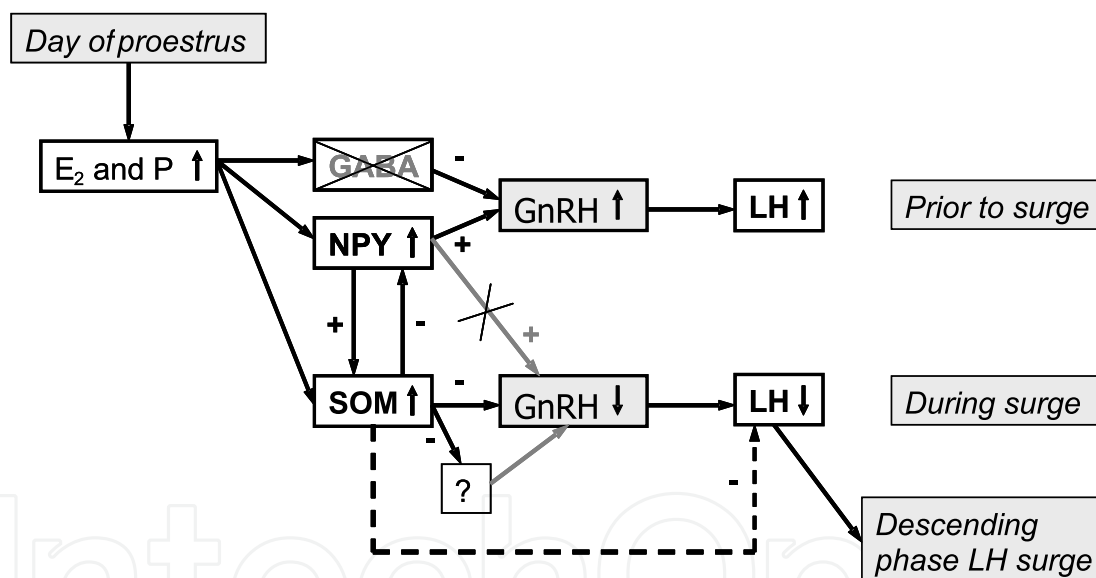 Day of proestrus
E₂ and P ↑
GABA
-
GnRH ↑
LH ↑
Prior to surge
NPY ↑
+
+
-
+
SOM ↑
-
GnRH ↓
LH ↓
During surge
-
?
-
Descending
phase LH surge
IntechOp